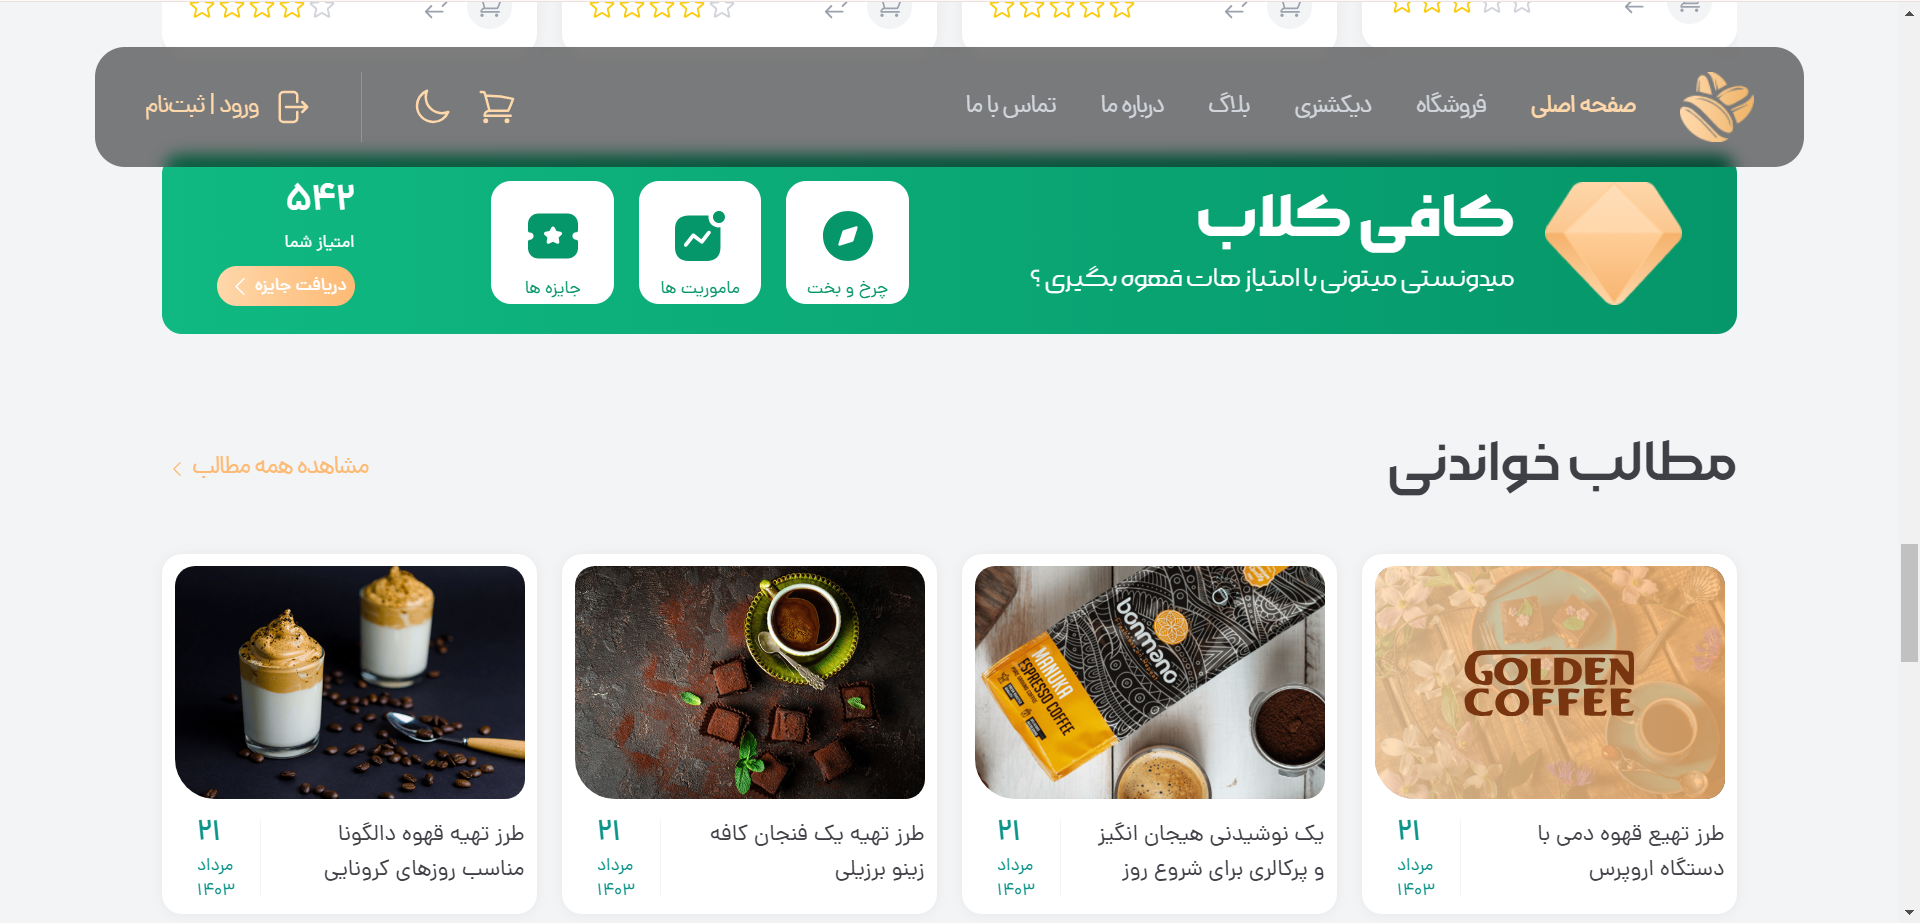 صفحه اصلی
فروشگاه
دیکشنری
بلاگ
درباره ما
تماس با ما
ورود | ثبت‌نام
کافی کلاب
میدونستی میتونی با امتیاز هات قهوه بگیری ؟
چرخ و بخت
ماموریت ها
جایزه ها
۵۴۲
امتیاز شما
دریافت جایزه
مطالب خواندنی
مشاهده همه مطالب
GOLDEN
COFFEE
طرز تهیع قهوه دمی با
دستگاه اروپرس
۲۱
مرداد
۱۴۰۳
bonmano
MANUKA
ESPRESSO COFFEE
یک نوشیدنی هیجان انگیز
و پرکالری برای شروع روز
۲۱
مرداد
۱۴۰۳
طرز تهیه یک فنجان کافه
زینو برزیلی
۲۱
مرداد
۱۴۰۳
طرز تهیه قهوه دالگونا
مناسب روزهای کرونایی
۲۱
مرداد
۱۴۰۳